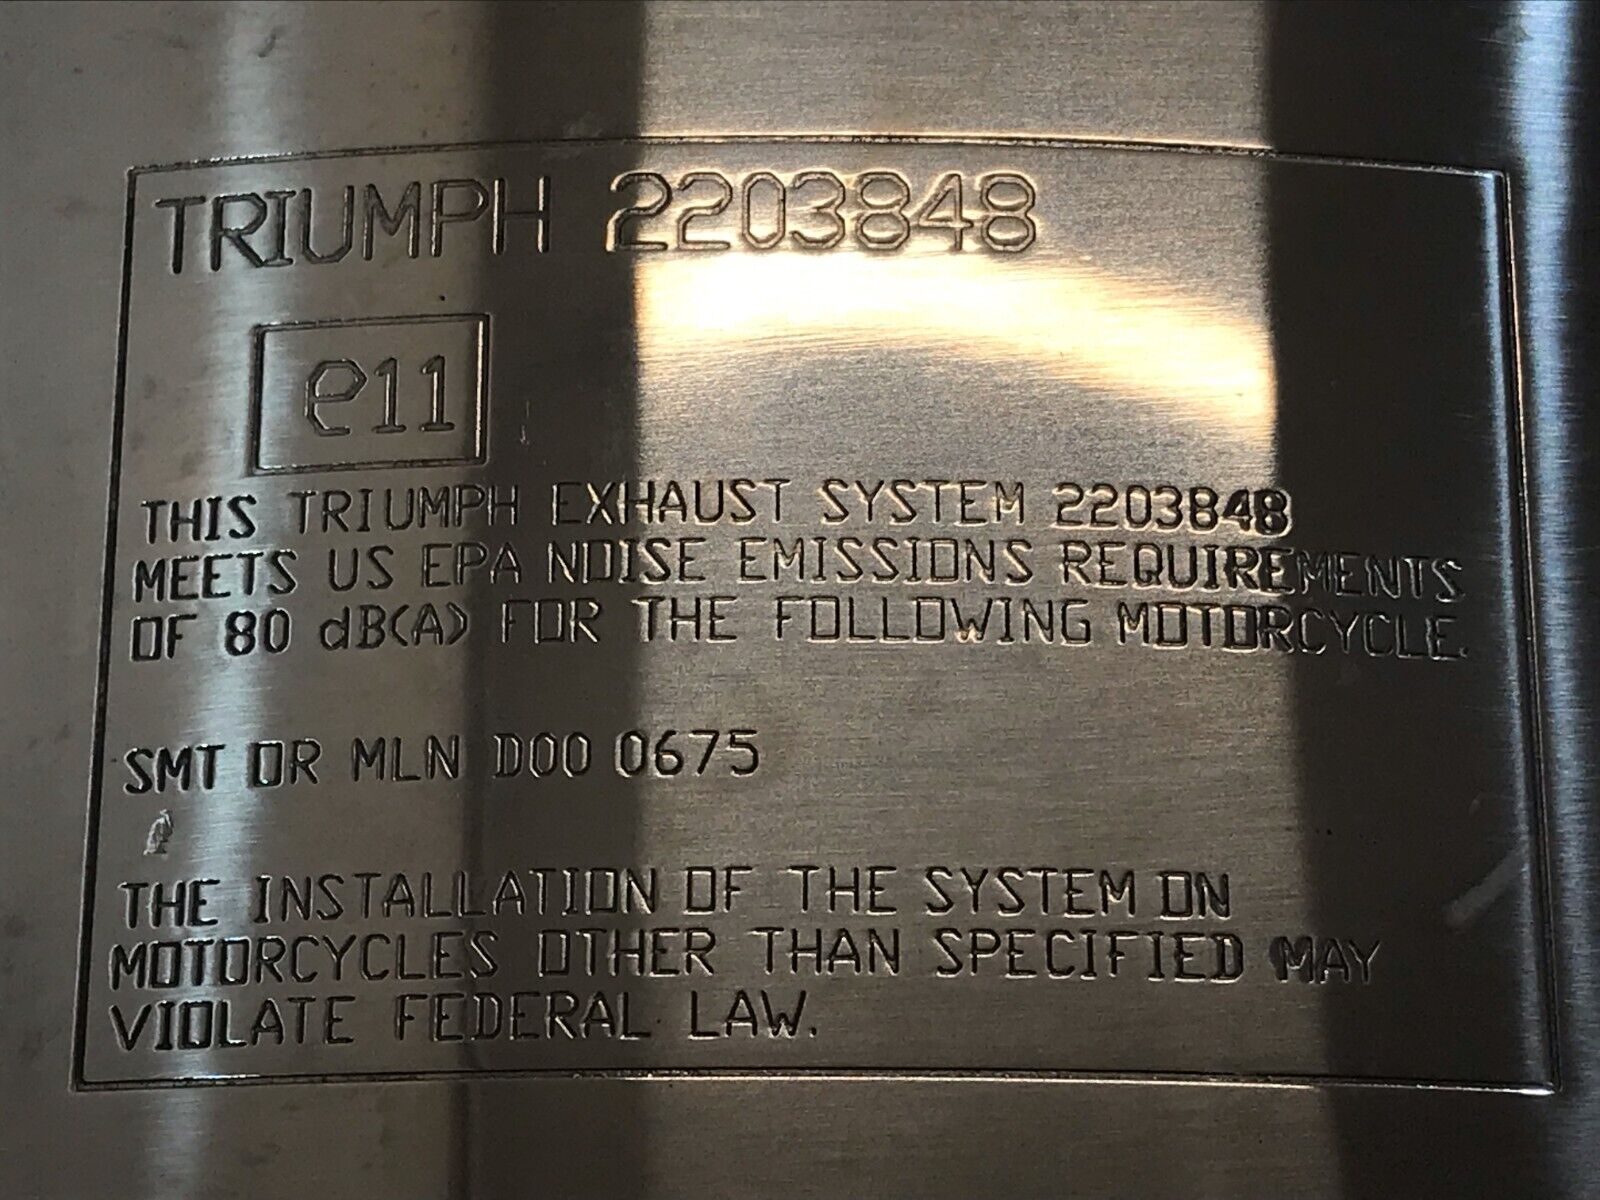 TRIUMPH 2203848
e11
THIS TRIUMPH EXHAUST SYSTEM 2203848
MEETS US EPA NOISE EMISSIONS REQUIREMENTS
OF 80 dB(A) FOR THE FOLLOWING MOTORCYCLE.
SMT OR MLN D00 0675
THE INSTALLATION OF THE SYSTEM ON
MOTORCYCLES OTHER THAN SPECIFIED MAY
VIOLATE FEDERAL LAW.